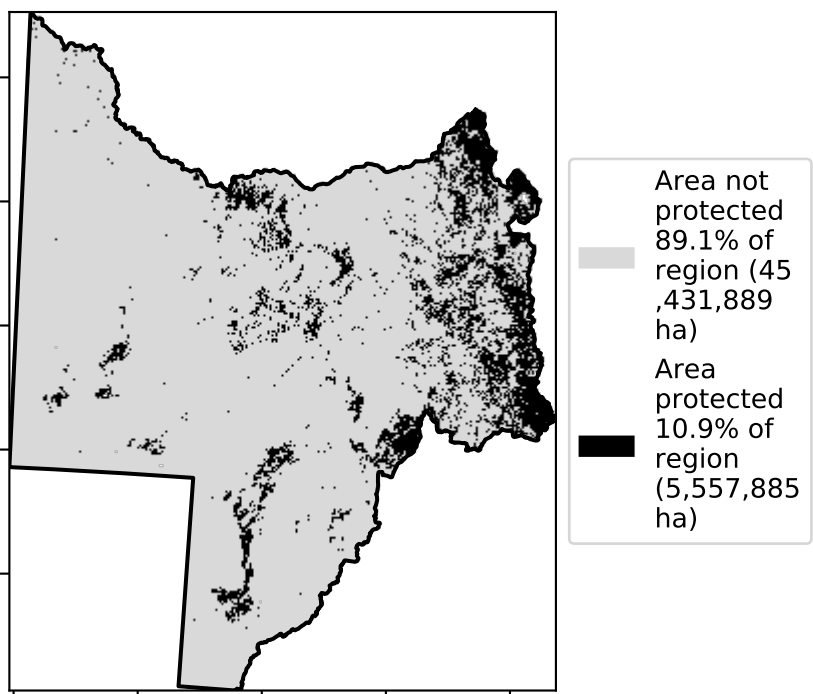 Area not
protected
89.1% of
region (45
,431,889
ha)
Area
protected
10.9% of
region
(5,557,885
ha)